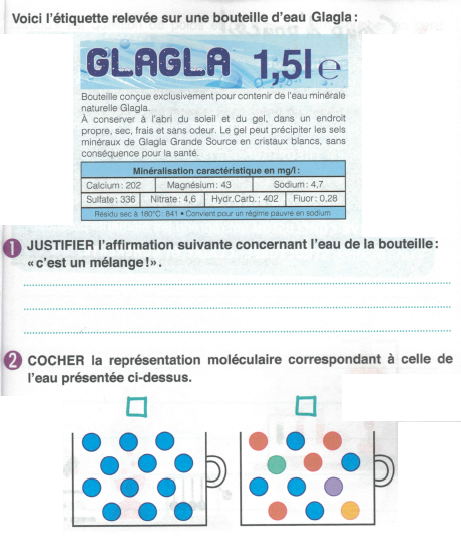 Voici l'étiquette relevée sur une bouteille d'eau Glagla :
GLAGLA 1,5l e
Bouteille conçue exclusivement pour contenir de l'eau minérale
naturelle Glagla.
À conserver à l'abri du soleil et du gel, dans un endroit
propre, sec, frais et sans odeur. Le gel peut précipiter les sels
minéraux de Glagla Grande Source en cristaux blancs, sans
conséquence pour la santé.
Minéralisation caractéristique en mg/l :
Calcium : 202 Magnésium : 43 Sodium : 4,7
Sulfate : 336 Nitrate : 4,6 Hydr.Carb. : 402 Fluor : 0,28
Résidu sec à 180°C : 841 • Convient pour un régime pauvre en sodium
1 JUSTIFIER l'affirmation suivante concernant l'eau de la bouteille :
« c'est un mélange ! ».
2 COCHER la représentation moléculaire correspondant à celle de
l'eau présentée ci-dessus.